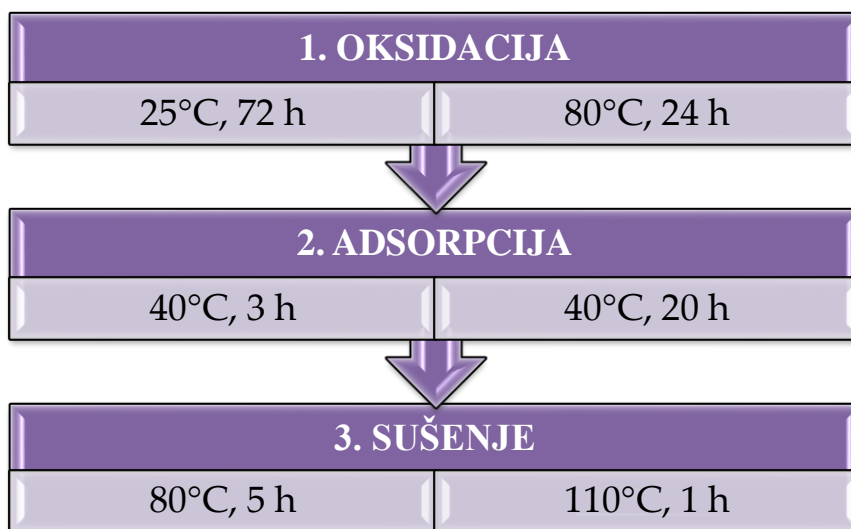 1. OKSIDACIJA
25°C, 72 h 80°C, 24 h
2. ADSORPCIJA
40°C, 3 h 40°C, 20 h
3. SUŠENJE
80°C, 5 h 110°C, 1 h